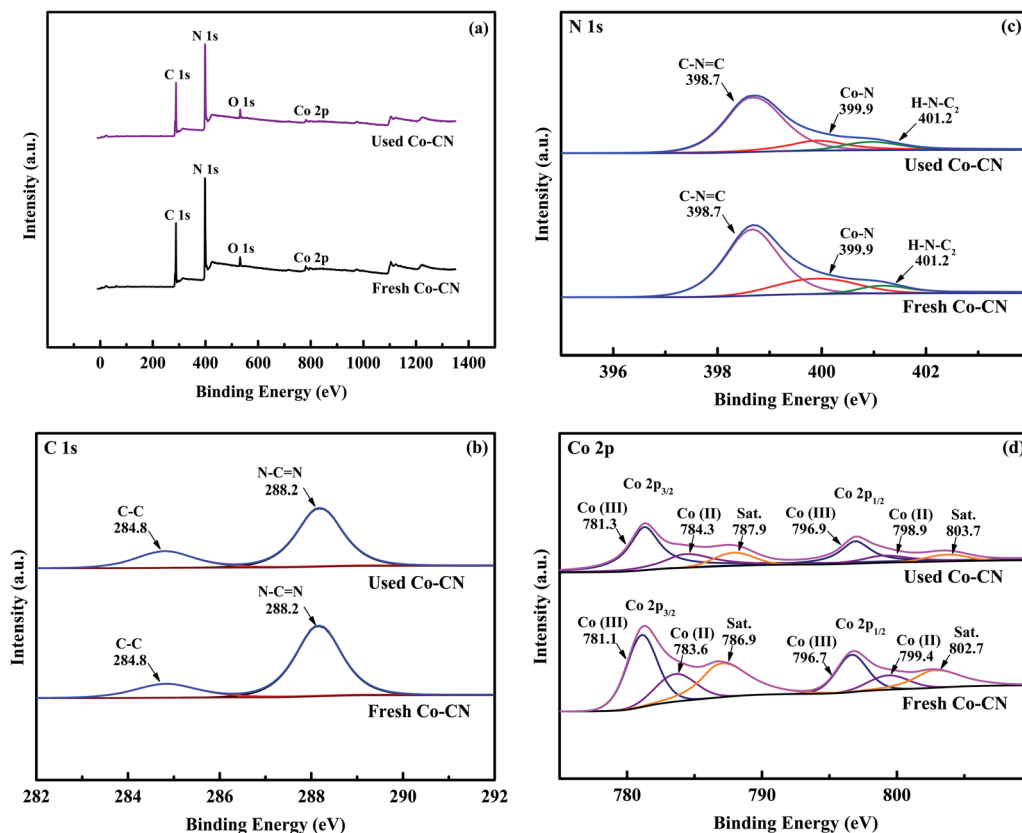 (a)
N 1s
C 1s
O 1s
Co 2p
Used Co-CN
N 1s
C 1s
O 1s
Co 2p
Fresh Co-CN
Intensity (a.u.)
0 200 400 600 800 1000 1200 1400
Binding Energy (eV)
N 1s
(c)
C-N=C
398.7
Co-N
399.9
H-N-C₂
401.2
Used Co-CN
C-N=C
398.7
Co-N
399.9
H-N-C₂
401.2
Fresh Co-CN
Intensity (a.u.)
396 398 400 402
Binding Energy (eV)
C 1s
(b)
N-C=N
288.2
C-C
284.8
Used Co-CN
N-C=N
288.2
C-C
284.8
Fresh Co-CN
Intensity (a.u.)
282 284 286 288 290 292
Binding Energy (eV)
Co 2p
(d)
Co 2p₃/₂
Co (III)
781.3
Co (II)
784.3
Sat.
787.9
Co 2p₁/₂
Co (III)
796.9
Co (II)
798.9
Sat.
803.7
Used Co-CN
Co 2p₃/₂
Co (III)
781.1
Co (II)
783.6
Sat.
786.9
Co 2p₁/₂
Co (III)
796.7
Co (II)
799.4
Sat.
802.7
Fresh Co-CN
Intensity (a.u.)
780 790 800
Binding Energy (eV)